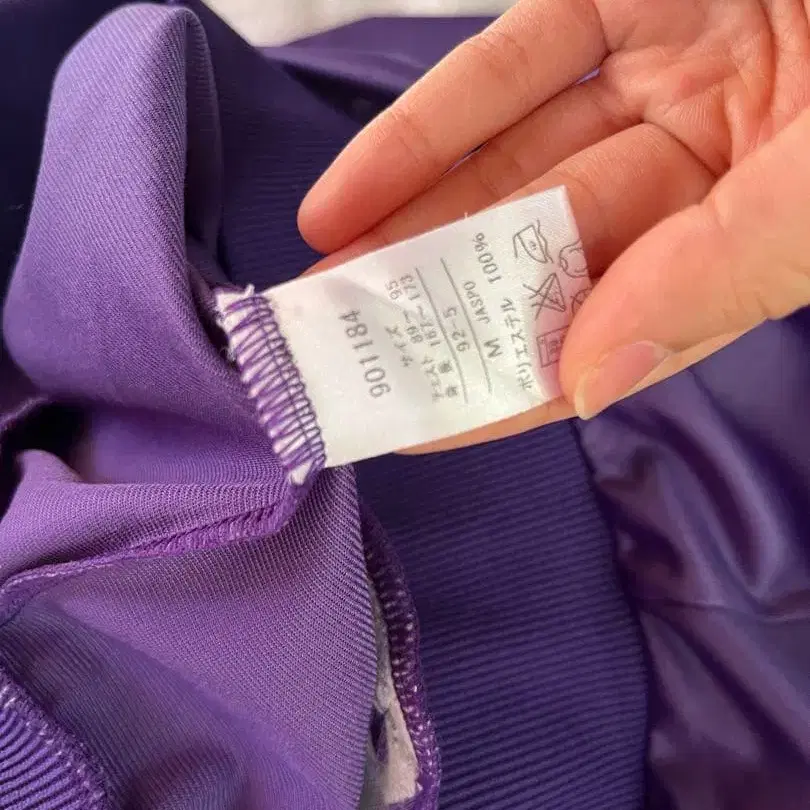 901184
サイズ
チェスト 89～95
身長 167～173
92-5
M JASPO
ポリエステル 100%